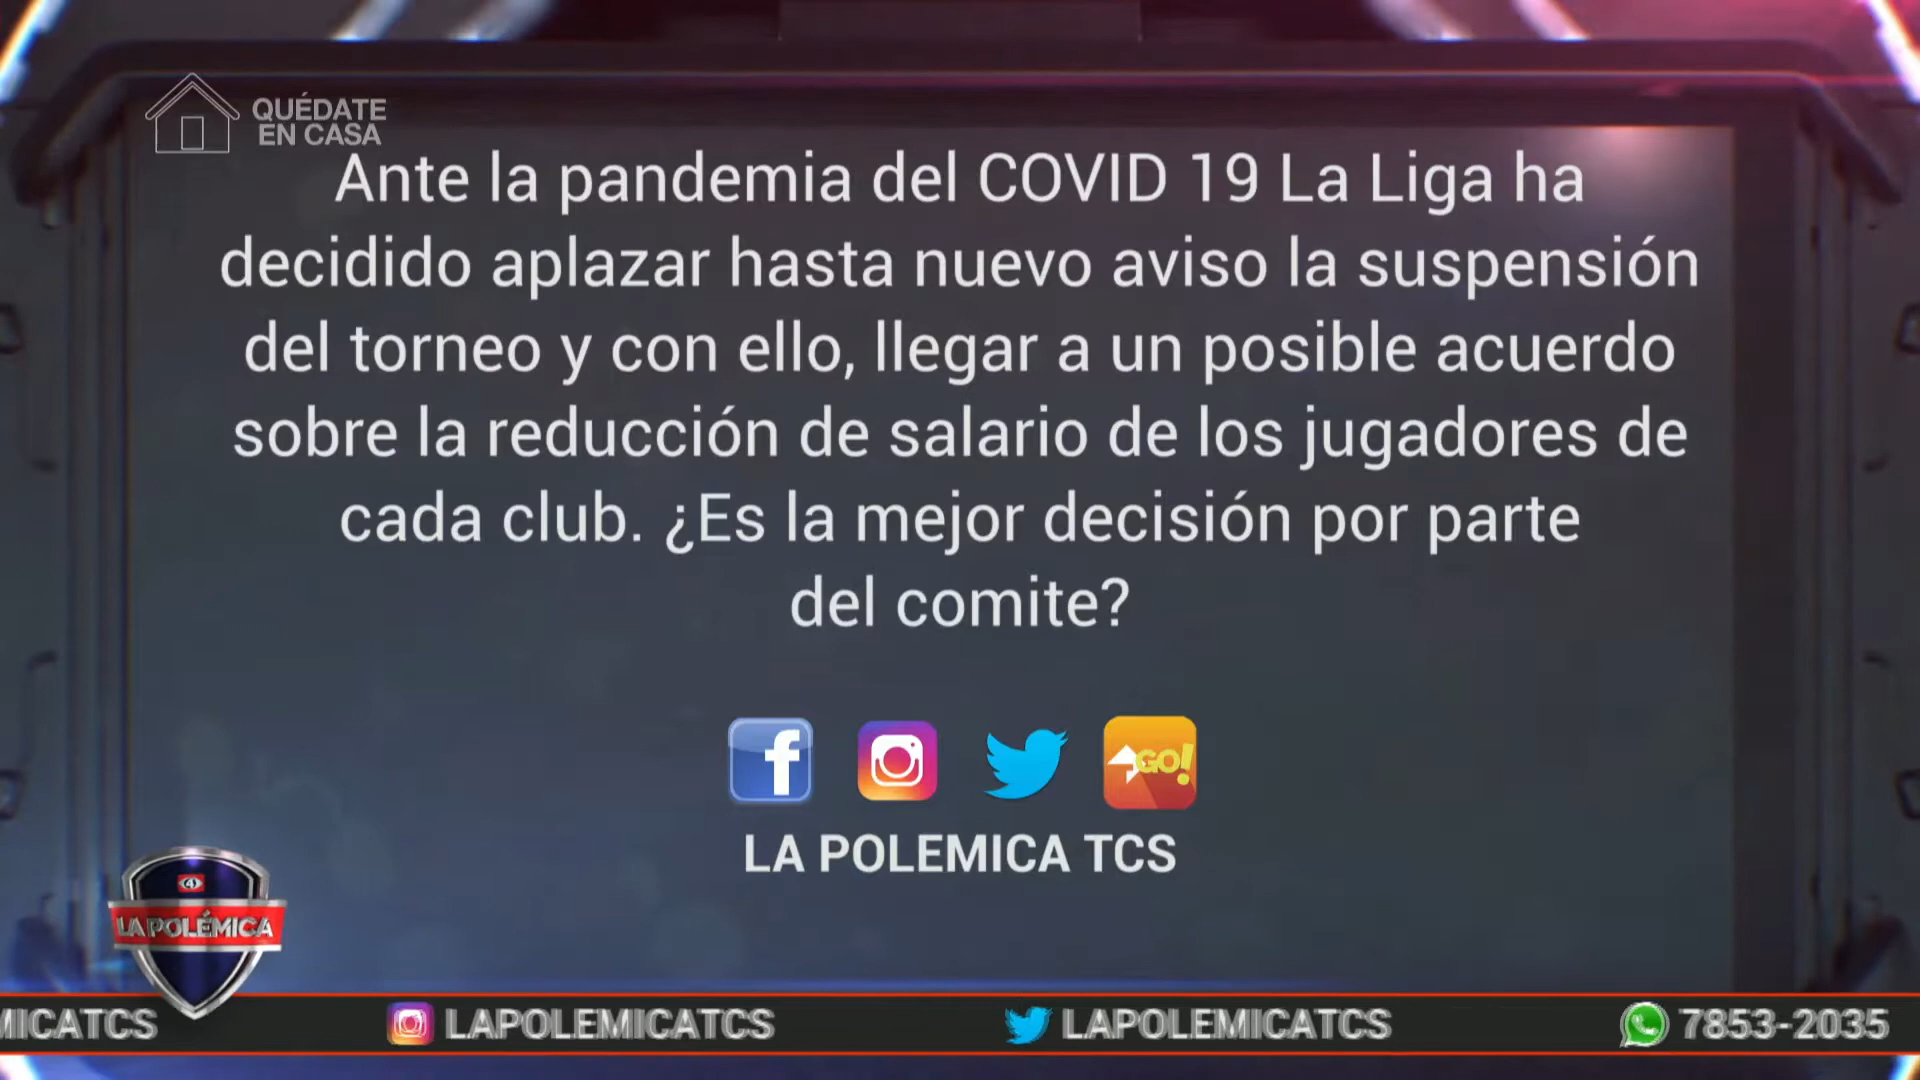 QUÉDATE
EN CASA
Ante la pandemia del COVID 19 La Liga ha
decidido aplazar hasta nuevo aviso la suspensión
del torneo y con ello, llegar a un posible acuerdo
sobre la reducción de salario de los jugadores de
cada club. ¿Es la mejor decisión por parte
del comite?
GO!
LA POLEMICA TCS
4
LA POLÉMICA
MICATCS LAPOLEMICATCS LAPOLEMICATCS 7853-2035